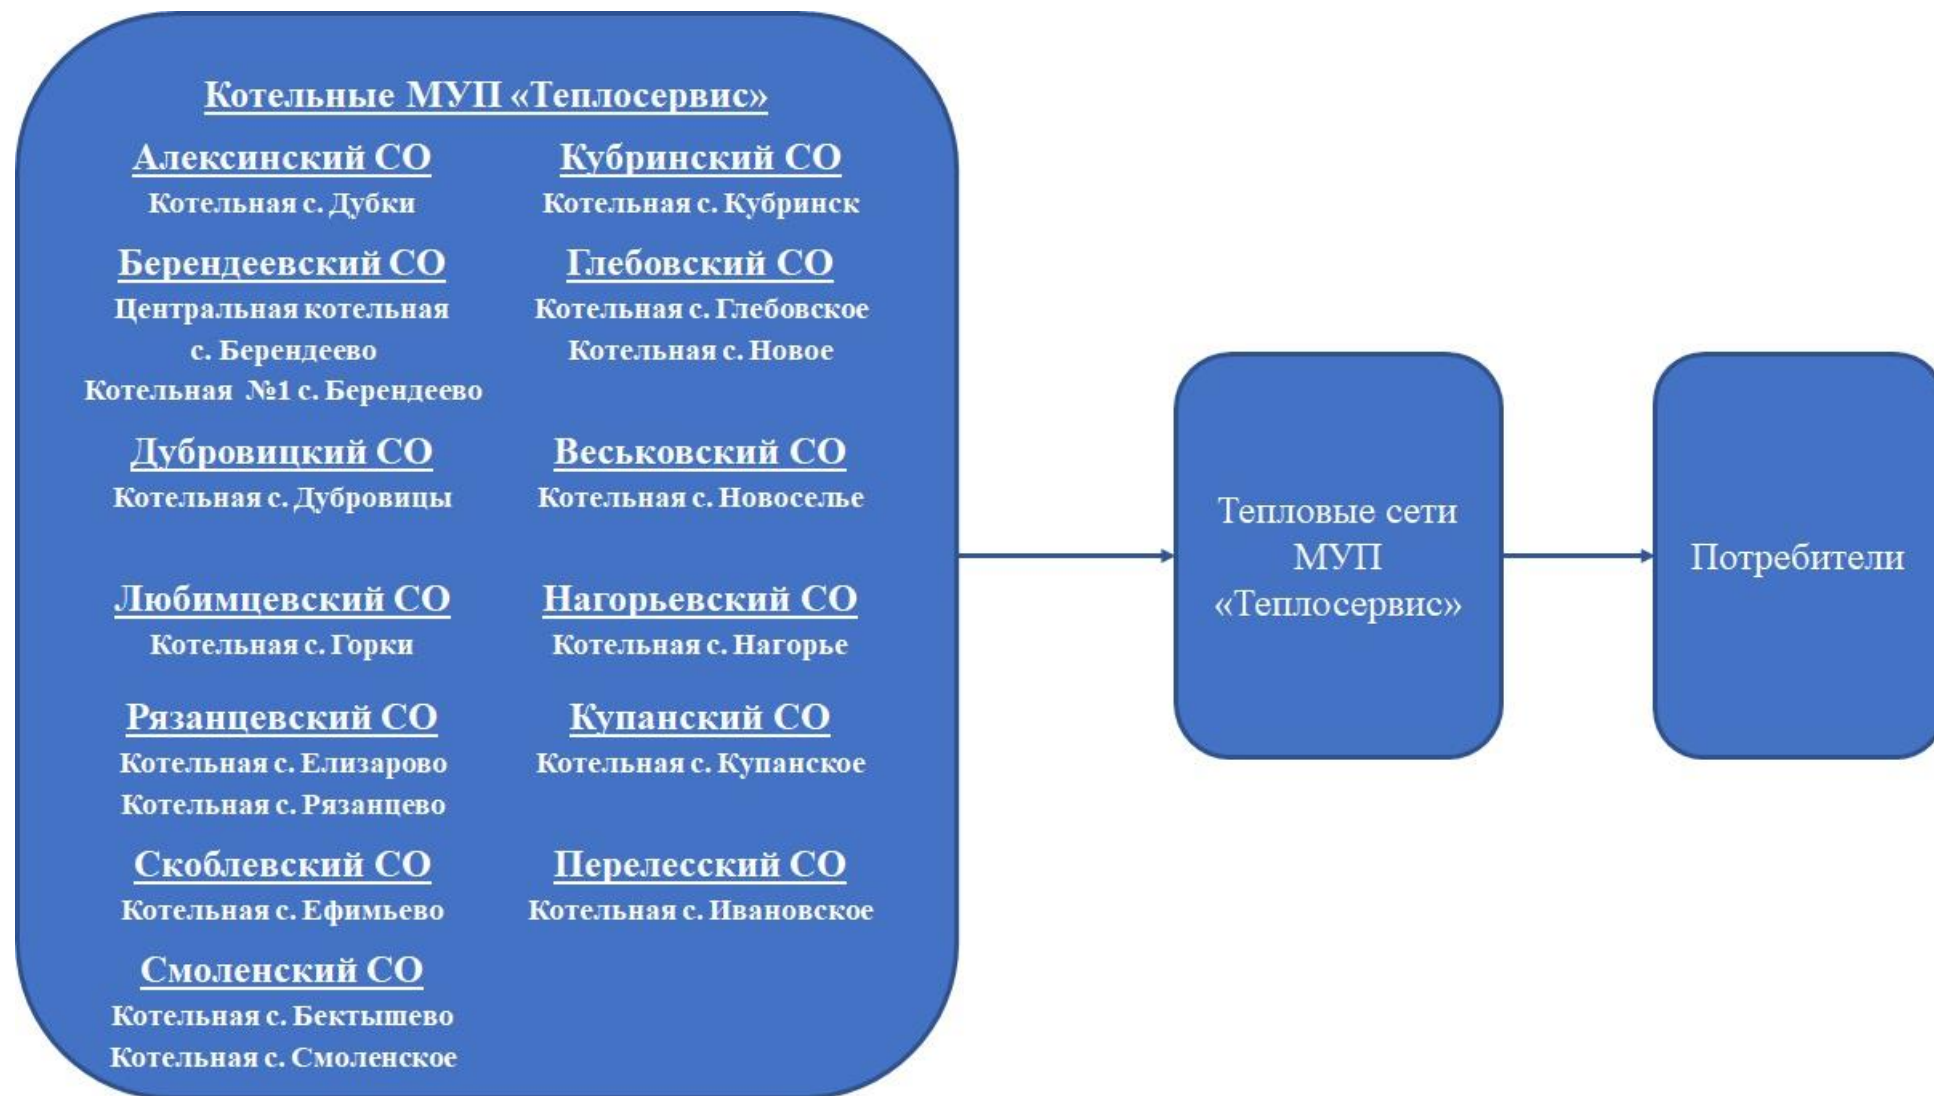 Котельные МУП «Теплосервис»
Алексинский СО
Котельная с. Дубки
Берендеевский СО
Центральная котельная
с. Берендеево
Котельная №1 с. Берендеево
Дубровицкий СО
Котельная с. Дубровицы
Любимцевский СО
Котельная с. Горки
Рязанцевский СО
Котельная с. Елизарово
Котельная с. Рязанцево
Скоблевский СО
Котельная с. Ефимьево
Смоленский СО
Котельная с. Бектышево
Котельная с. Смоленское
Кубринский СО
Котельная с. Кубринск
Глебовский СО
Котельная с. Глебовское
Котельная с. Новое
Веськовский СО
Котельная с. Новоселье
Нагорьевский СО
Котельная с. Нагорье
Купанский СО
Котельная с. Купанское
Перелесский СО
Котельная с. Ивановское
Тепловые сети
МУП
«Теплосервис»
Потребители